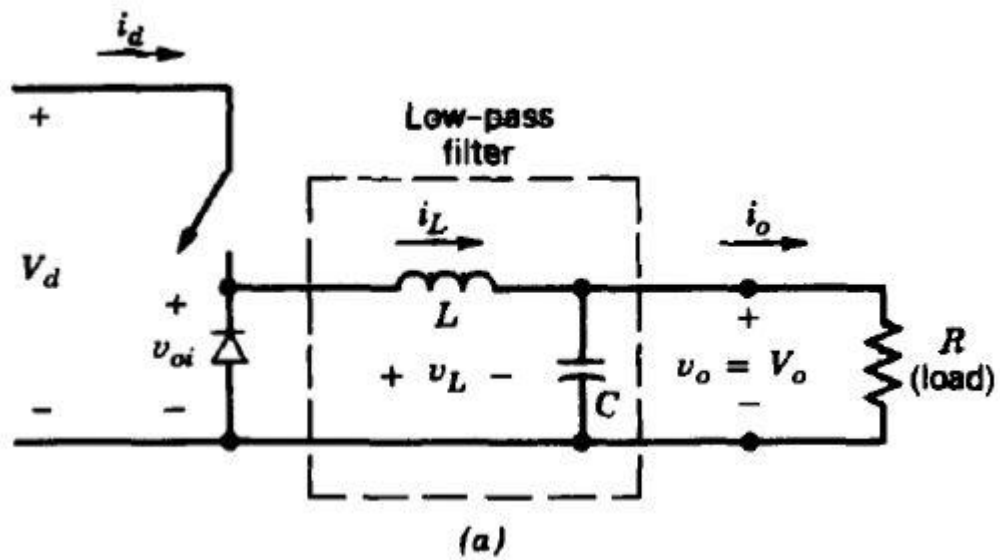 i_d
+
Low-pass
filter
i_L
i_o
V_d
+
v_oi
L
+ v_L -
C
+
v_o = V_o
-
R
(load)
-
-
(a)